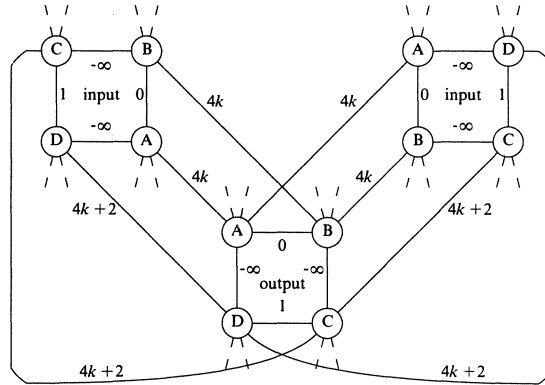 C B A D
-∞ -∞
1 input 0 4k 4k 0 input 1
-∞ -∞
D A B C
4k 4k
4k + 2 4k + 2
A B
0
-∞ -∞
output
1
D C
4k + 2 4k + 2